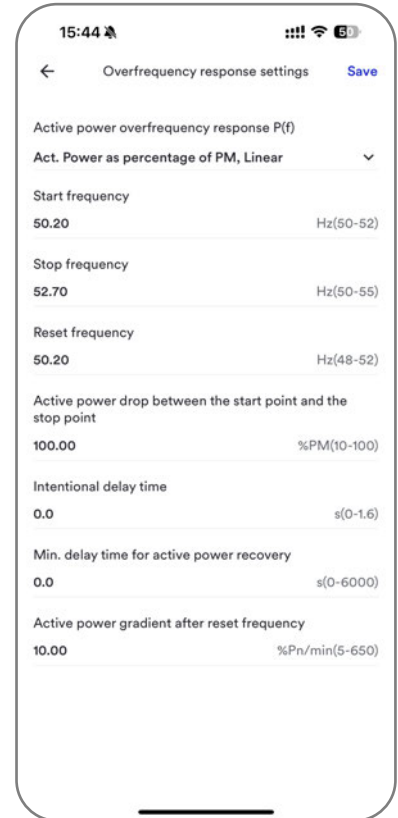 15:44
50
Overfrequency response settings
Save
Active power overfrequency response P(f)
Act. Power as percentage of PM, Linear
Start frequency
50.20 Hz(50-52)
Stop frequency
52.70 Hz(50-55)
Reset frequency
50.20 Hz(48-52)
Active power drop between the start point and the
stop point
100.00 %PM(10-100)
Intentional delay time
0.0 s(0-1.6)
Min. delay time for active power recovery
0.0 s(0-6000)
Active power gradient after reset frequency
10.00 %Pn/min(5-650)